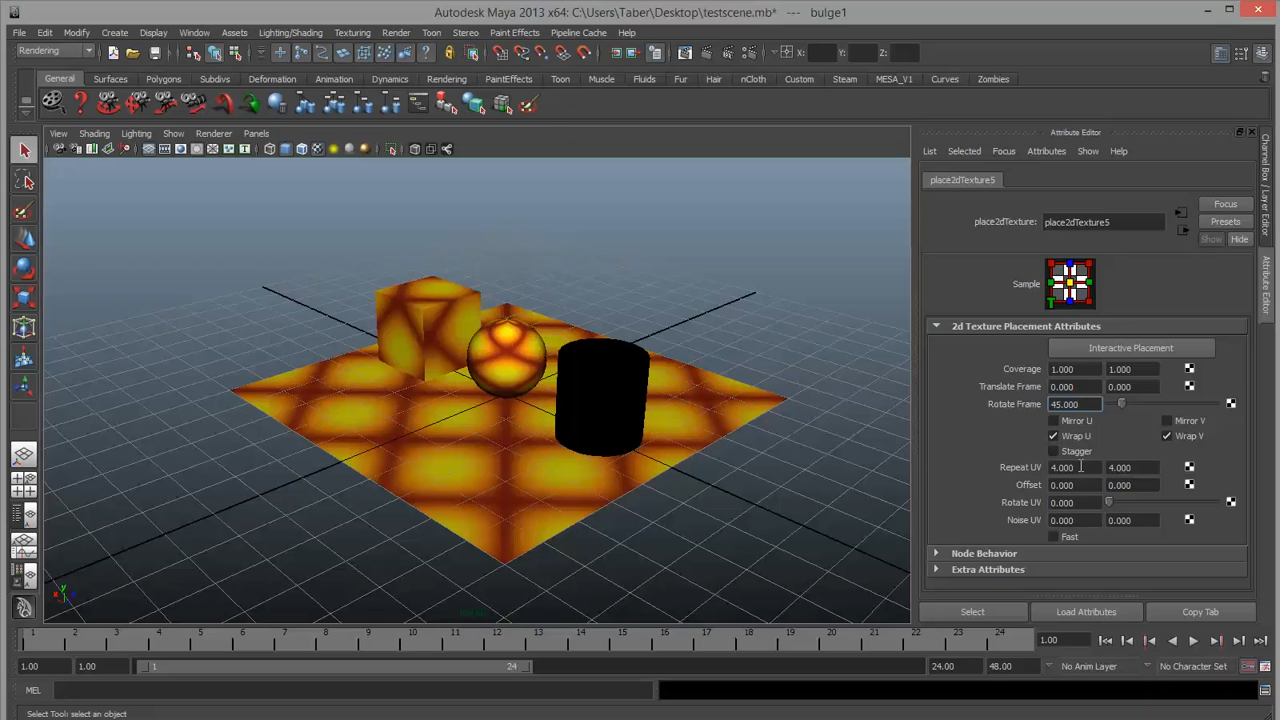 Autodesk Maya 2013 x64: C:\Users\Taber\Desktop\testscene.mb* --- bulge1
File Edit Modify Create Display Window Assets Lighting/Shading Texturing Render Toon Stereo Paint Effects Pipeline Cache Help
Rendering X: Y: Z:
General Surfaces Polygons Subdivs Deformation Animation Dynamics Rendering PaintEffects Toon Muscle Fluids Fur Hair nCloth Custom Steam MESA_V1 Curves Zombies
View Shading Lighting Show Renderer Panels
Attribute Editor
List Selected Focus Attributes Show Help
place2dTexture5
Focus
place2dTexture: place2dTexture5 Presets
Show Hide
Sample
2d Texture Placement Attributes
Interactive Placement
Coverage 1.000 1.000
Translate Frame 0.000 0.000
Rotate Frame 45.000
Mirror U Mirror V
Wrap U Wrap V
Stagger
Repeat UV 4.000 4.000
Offset 0.000 0.000
Rotate UV 0.000
Noise UV 0.000 0.000
Fast
Node Behavior
Extra Attributes
Select Load Attributes Copy Tab
Channel Box / Layer Editor
Attribute Editor
y
1 2 3 4 5 6 7 8 9 10 11 12 13 14 15 16 17 18 19 20 21 22 23 24 1.00
1.00 1.00 1 24 24.00 48.00 No Anim Layer No Character Set
MEL
Select Tool: select an object